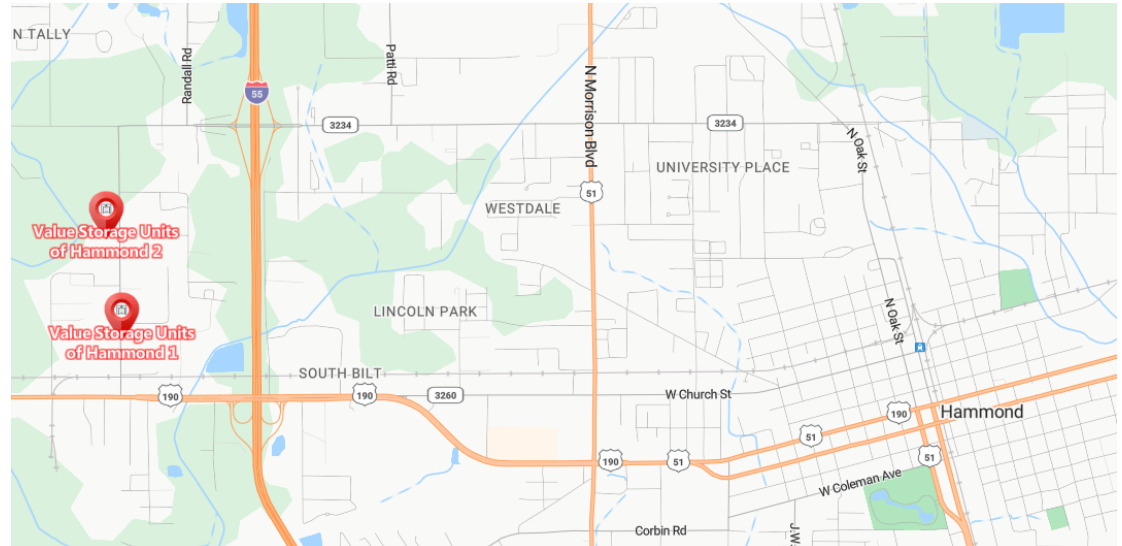 N TALLY
Randall Rd
Patti Rd
55
3234
N Morrison Blvd
3234
N Oak St
UNIVERSITY PLACE
51
WESTDALE
Value Storage Units
of Hammond 2
LINCOLN PARK
N Oak St
Value Storage Units
of Hammond 1
SOUTH BILT
190
190
3260
W Church St
190
Hammond
51
51
190
51
W Coleman Ave
Corbin Rd